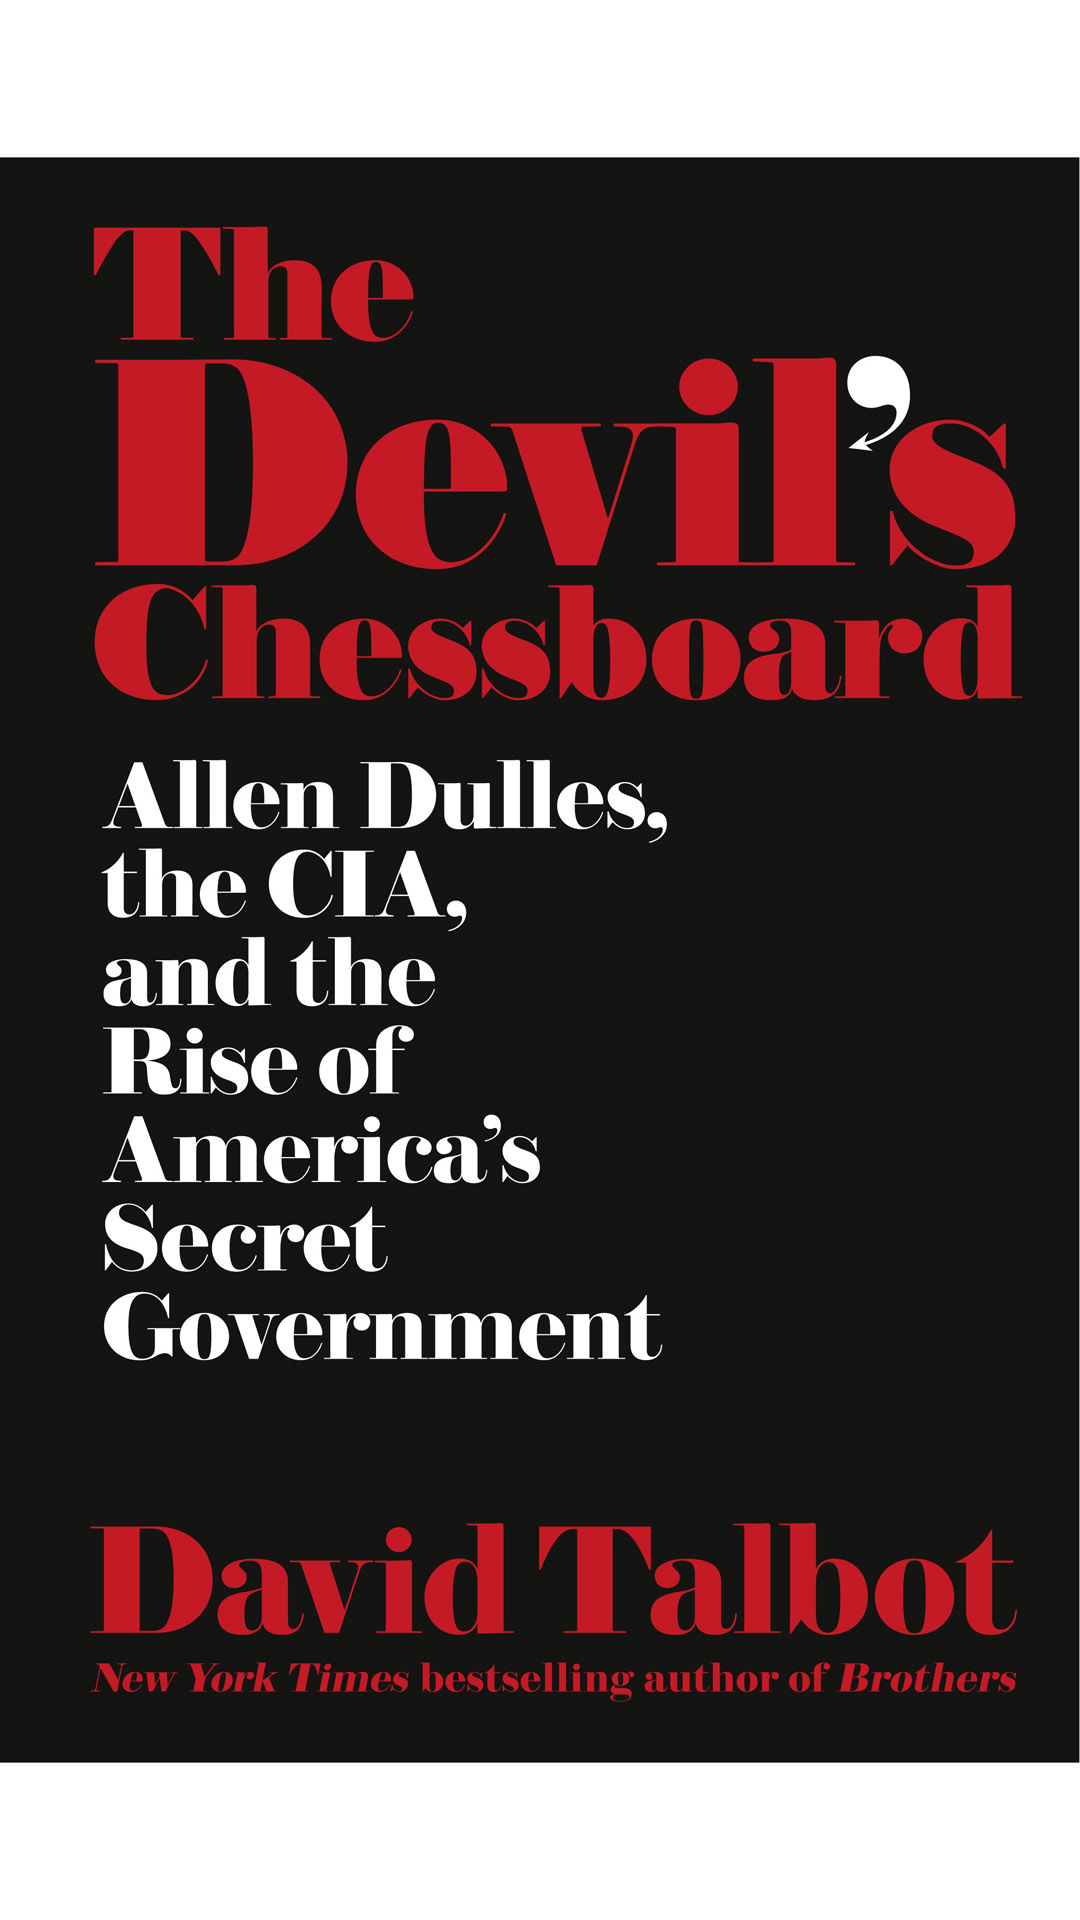 The
Devil’s
Chessboard
Allen Dulles,
the CIA,
and the
Rise of
America’s
Secret
Government
David Talbot
New York Times bestselling author of Brothers